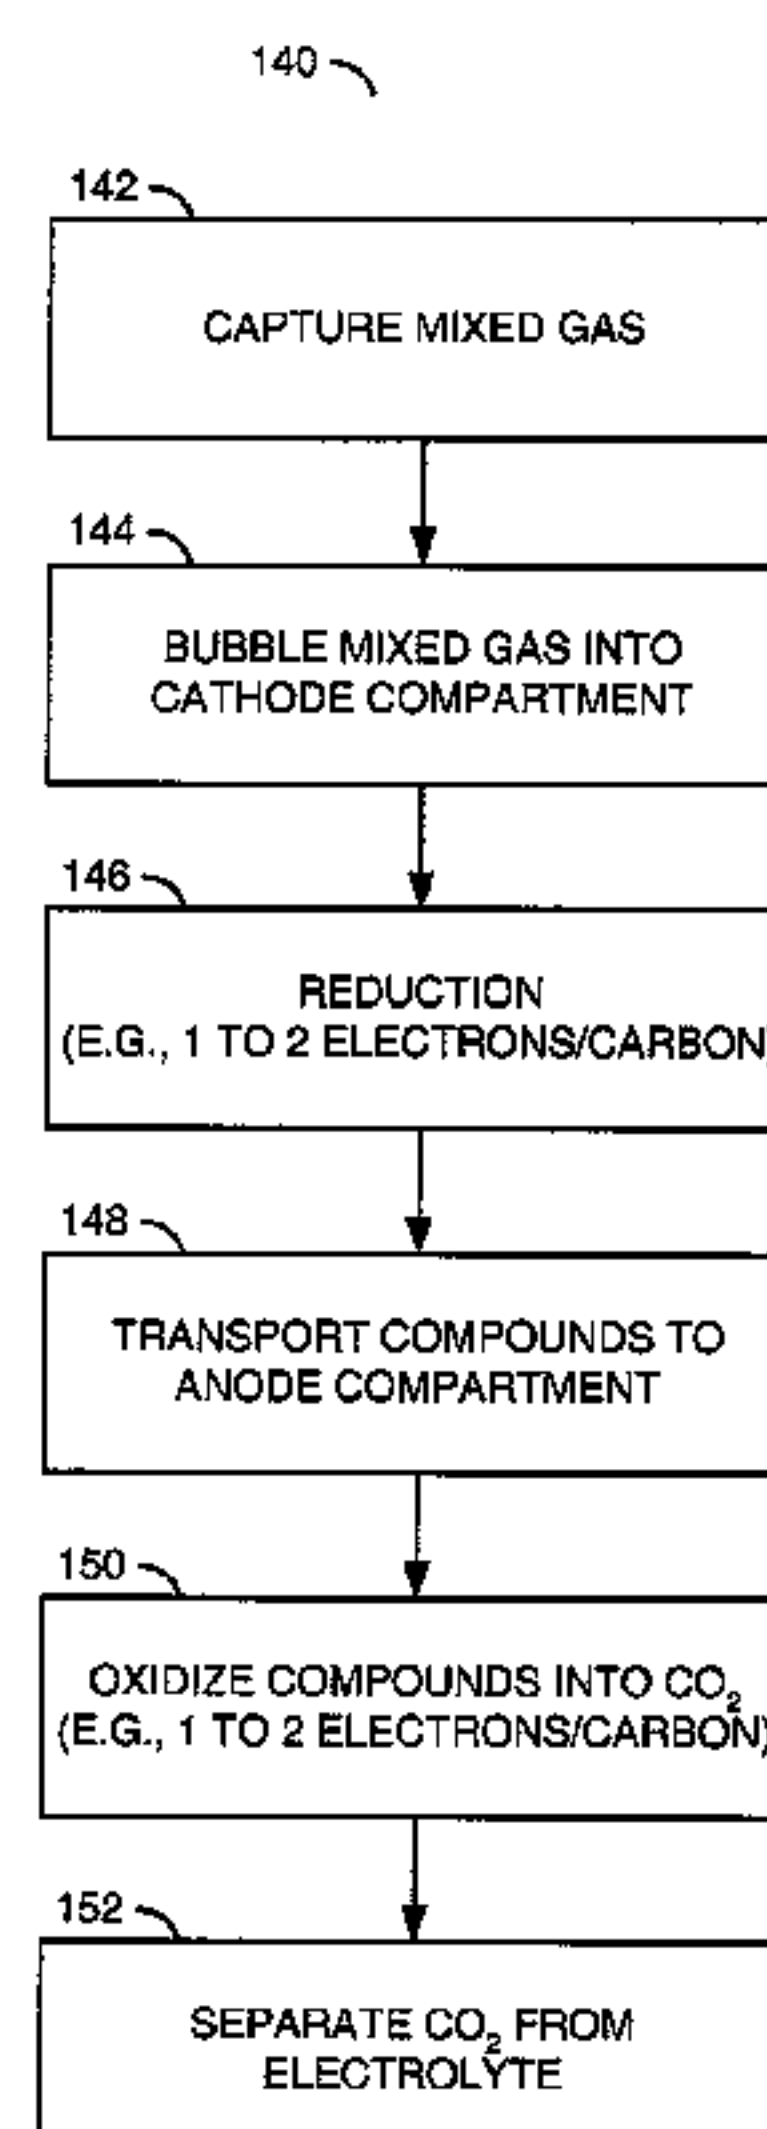 140
142
CAPTURE MIXED GAS
144
BUBBLE MIXED GAS INTO
CATHODE COMPARTMENT
146
REDUCTION
(E.G., 1 TO 2 ELECTRONS/CARBON)
148
TRANSPORT COMPOUNDS TO
ANODE COMPARTMENT
150
OXIDIZE COMPOUNDS INTO CO₂
(E.G., 1 TO 2 ELECTRONS/CARBON)
152
SEPARATE CO₂ FROM
ELECTROLYTE